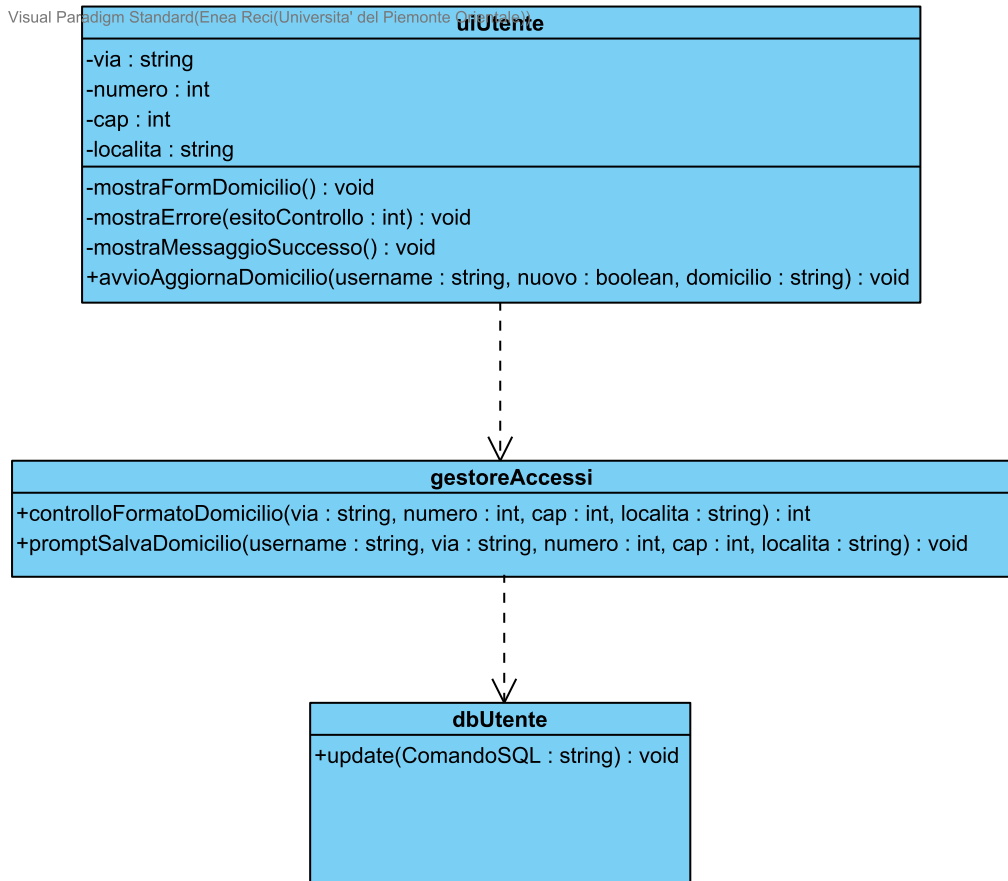 Visual Paradigm Standard(Enea Reci(Universita' del Piemonte Orientale))
uiUtente
-via : string
-numero : int
-cap : int
-localita : string
-mostraFormDomicilio() : void
-mostraErrore(esitoControllo : int) : void
-mostraMessaggioSuccesso() : void
+avvioAggiornaDomicilio(username : string, nuovo : boolean, domicilio : string) : void
gestoreAccessi
+controlloFormatoDomicilio(via : string, numero : int, cap : int, localita : string) : int
+promptSalvaDomicilio(username : string, via : string, numero : int, cap : int, localita : string) : void
dbUtente
+update(ComandoSQL : string) : void